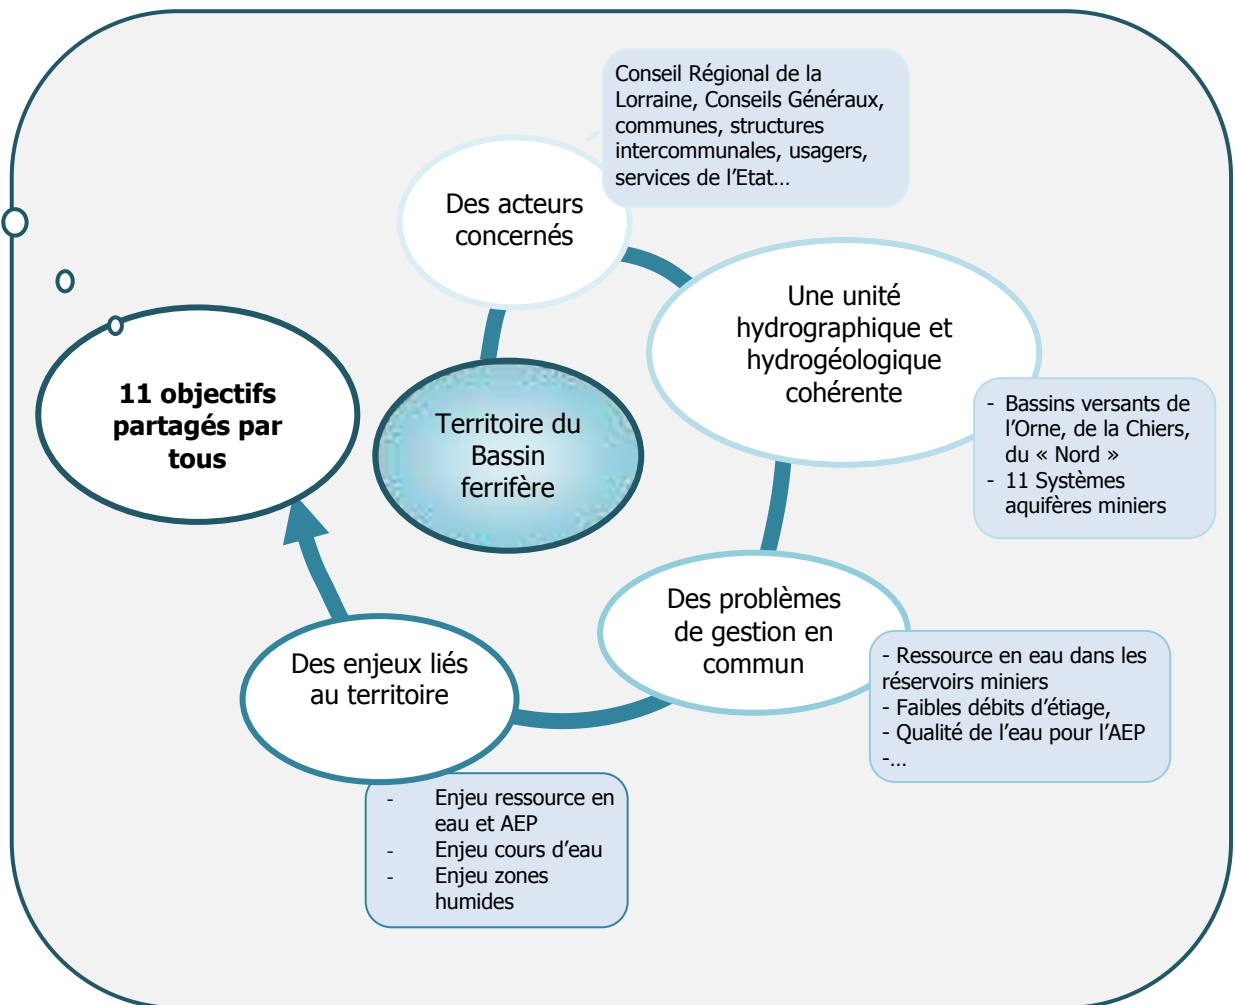 Conseil Régional de la
Lorraine, Conseils Généraux,
communes, structures
intercommunales, usagers,
services de l’Etat…
Des acteurs
concernés
Une unité
hydrographique et
hydrogéologique
cohérente
- Bassins versants de
l’Orne, de la Chiers,
du « Nord »
- 11 Systèmes
aquifères miniers
11 objectifs
partagés par
tous
Territoire du
Bassin
ferrifère
Des problèmes
de gestion en
commun
- Ressource en eau dans les
réservoirs miniers
- Faibles débits d’étiage,
- Qualité de l’eau pour l’AEP
-…
Des enjeux liés
au territoire
- Enjeu ressource en
eau et AEP
- Enjeu cours d’eau
- Enjeu zones
humides